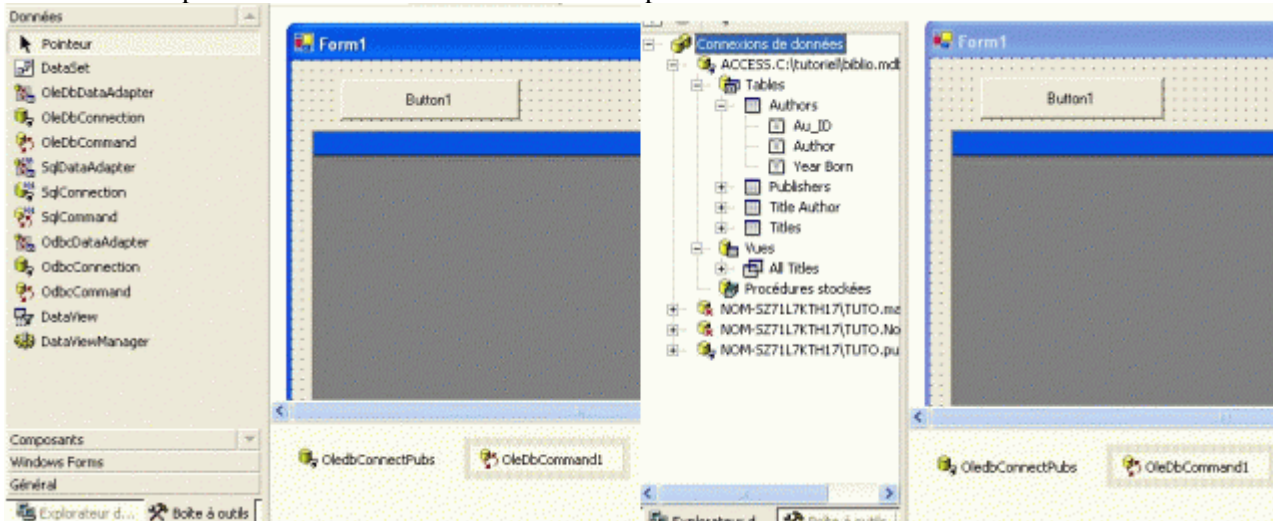 Données
Pointeur
DataSet
OleDbDataAdapter
OleDbConnection
OleDbCommand
SqlDataAdapter
SqlConnection
SqlCommand
OdbcDataAdapter
OdbcConnection
OdbcCommand
DataView
DataViewManager
Composants
Windows Forms
Général
Explorateur d... Boîte à outils
Form1
Button1
OledbConnectPubs OleDbCommand1
Connexions de données
ACCESS.C:\tutoriel\biblio.mdb
Tables
Authors
Au_ID
Author
Year Born
Publishers
Title Author
Titles
Vues
All Titles
Procédures stockées
NOM-SZ71L7KTH17\TUTO.ma
NOM-SZ71L7KTH17\TUTO.No
NOM-SZ71L7KTH17\TUTO.pu
Form1
Button1
OledbConnectPubs OleDbCommand1